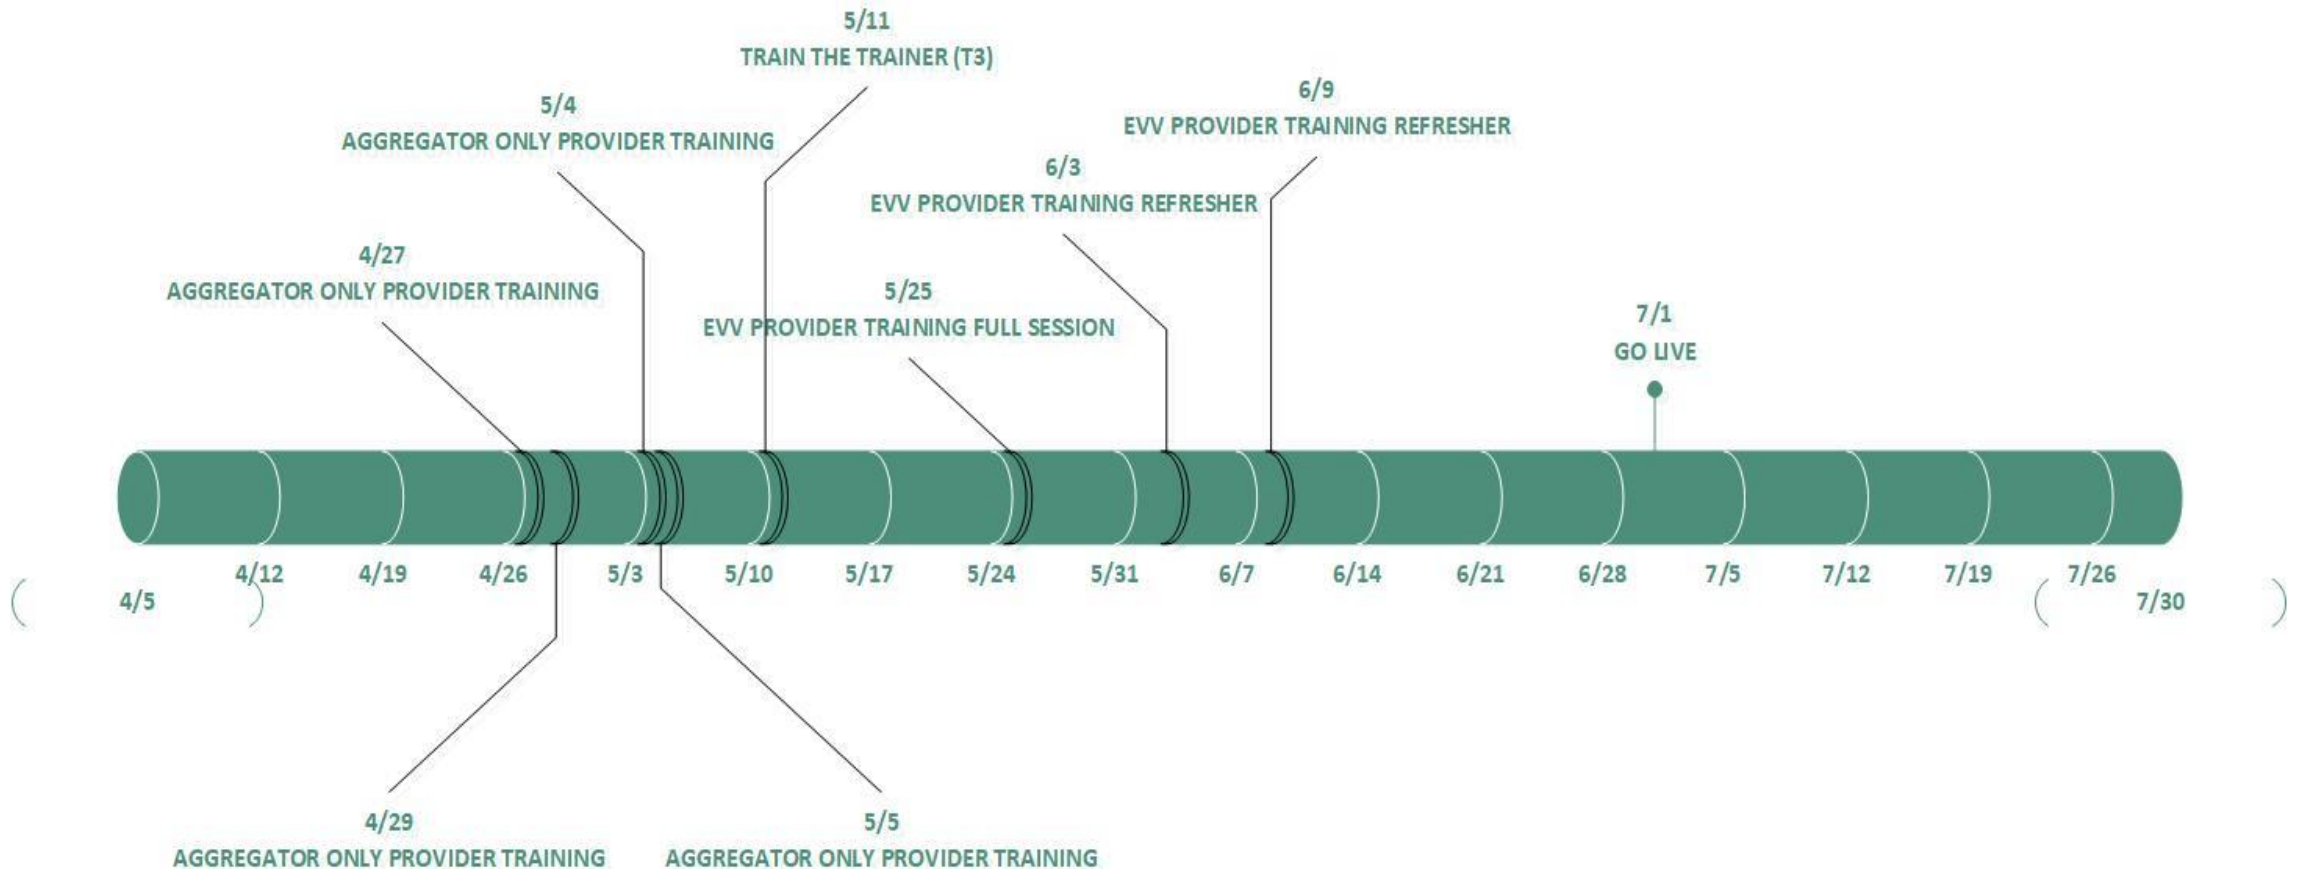 5/11
TRAIN THE TRAINER (T3)
5/4
AGGREGATOR ONLY PROVIDER TRAINING
6/9
EVV PROVIDER TRAINING REFRESHER
6/3
EVV PROVIDER TRAINING REFRESHER
4/27
AGGREGATOR ONLY PROVIDER TRAINING
5/25
EVV PROVIDER TRAINING FULL SESSION
7/1
GO LIVE
4/12 4/19 4/26 5/3 5/10 5/17 5/24 5/31 6/7 6/14 6/21 6/28 7/5 7/12 7/19 7/26
4/5 7/30
4/29
AGGREGATOR ONLY PROVIDER TRAINING
5/5
AGGREGATOR ONLY PROVIDER TRAINING